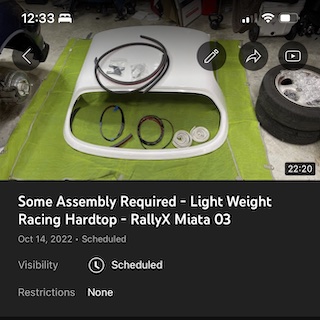 12:33
22:20
Some Assembly Required - Light Weight
Racing Hardtop - RallyX Miata 03
Oct 14, 2022 • Scheduled
Visibility Scheduled
Restrictions None